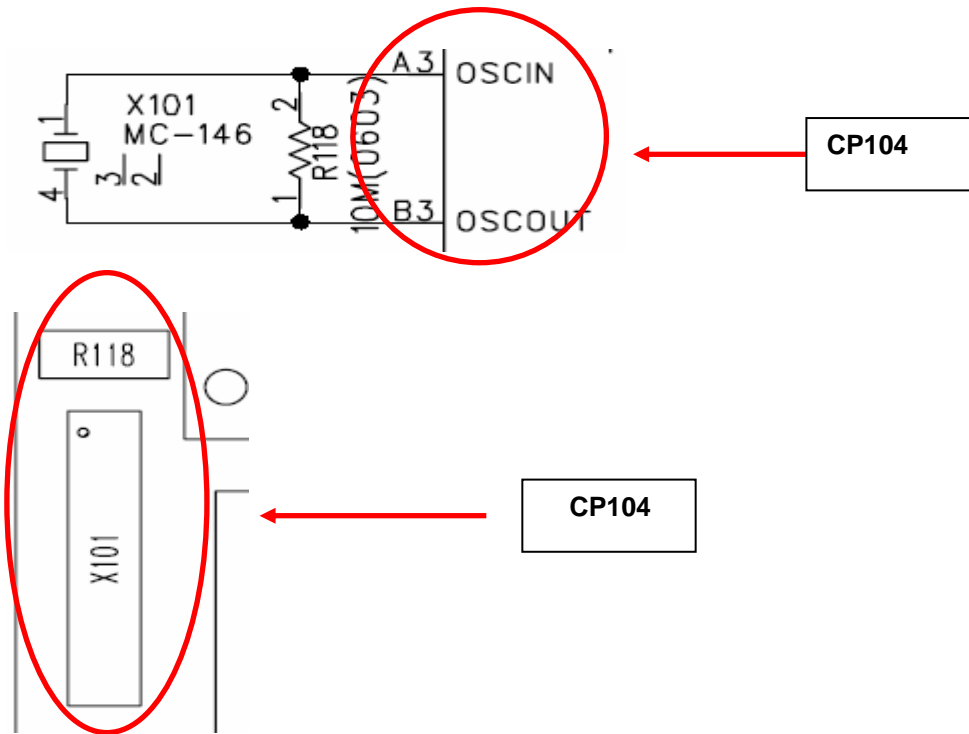 A3 OSCIN
1 X101
MC-146
2
R118
10M(0603)
3 2
4
1
B3 OSCOUT
CP104
R118
X101
CP104